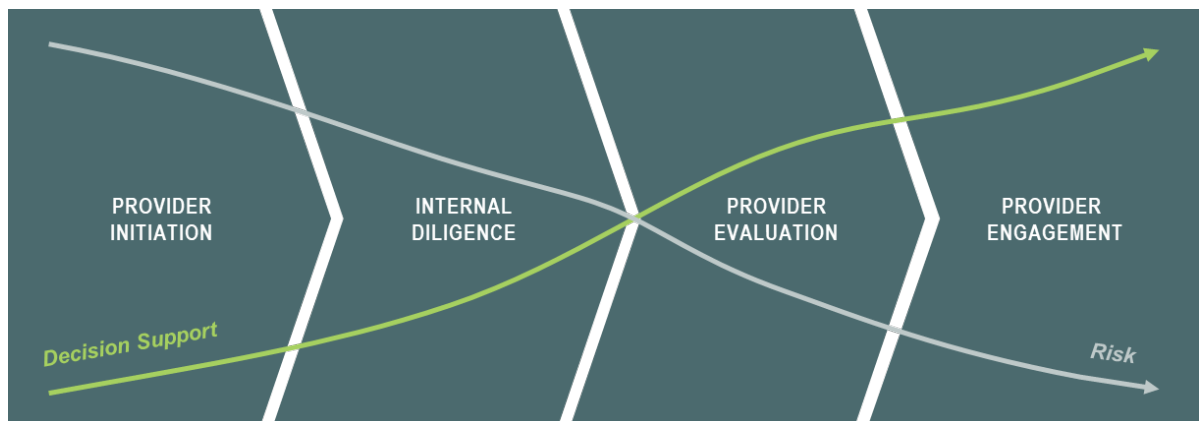 PROVIDER
INITIATION
INTERNAL
DILIGENCE
PROVIDER
EVALUATION
PROVIDER
ENGAGEMENT
Decision Support
Risk